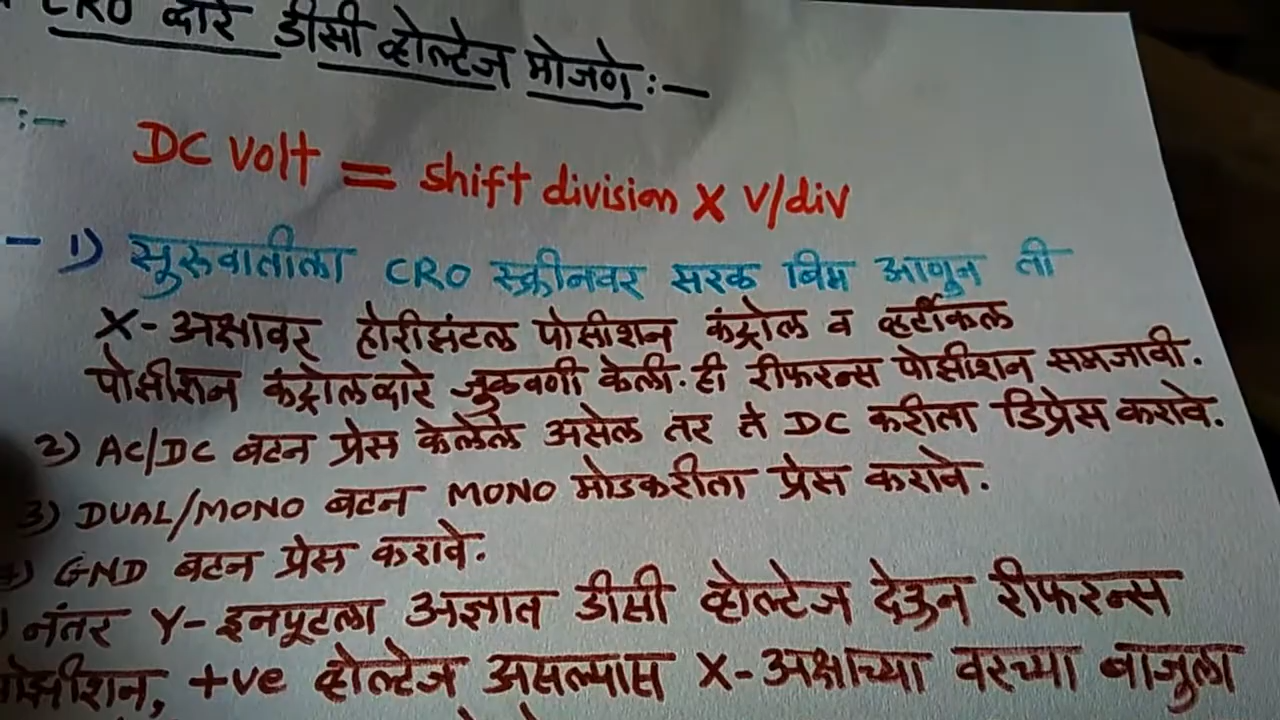 CRO व्दारे डीसी व्होल्टेज मोजणे:—
:—
DC Volt = shift division x V/div
- 1) सुरुवातीला CRO स्क्रीनवर सरळ बिम आणून ती
X- अक्षावर होरीझंटल पोझीशन कंट्रोल व व्हर्टीकल
पोझीशन कंट्रोलव्दारे जुळवणी केली. ही रीफरन्स पोझीशन समजावी.
2) AC/DC बटन प्रेस केलेले असेल तर ते DC करीता डिप्रेस करावे.
3) DUAL/MONO बटन MONO मोडकरीता प्रेस करावे.
4) GND बटन प्रेस करावे.
) नंतर Y- इनपूटला अज्ञात डीसी व्होल्टेज देऊन रीफरन्स
पोझीशन, +ve व्होल्टेज असल्यास X- अक्षाच्या वरच्या बाजुला